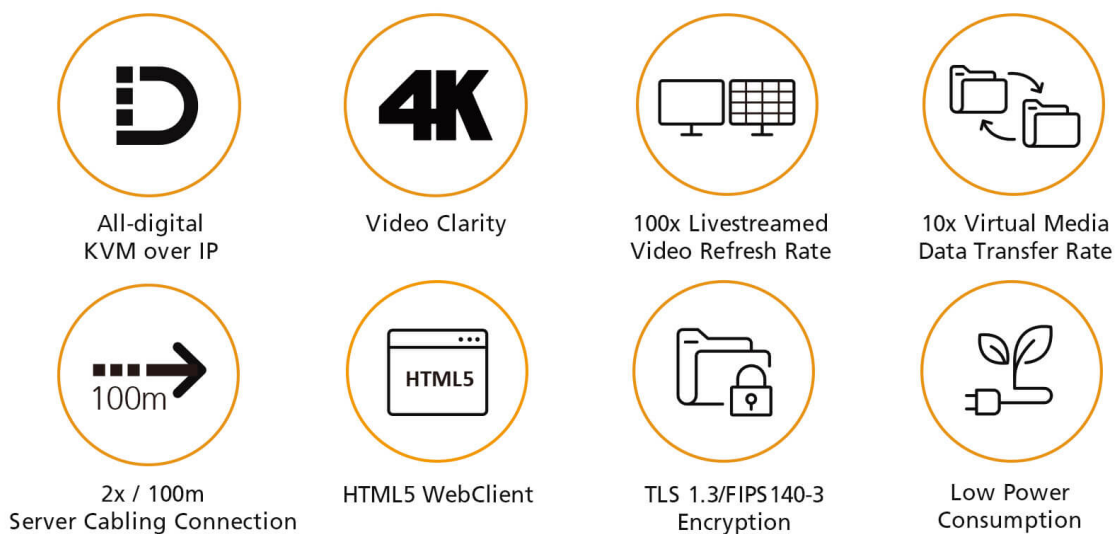 4K
All-digital
KVM over IP
Video Clarity
100x Livestreamed
Video Refresh Rate
10x Virtual Media
Data Transfer Rate
100m
HTML5
2x / 100m
Server Cabling Connection
HTML5 WebClient
TLS 1.3/FIPS140-3
Encryption
Low Power
Consumption